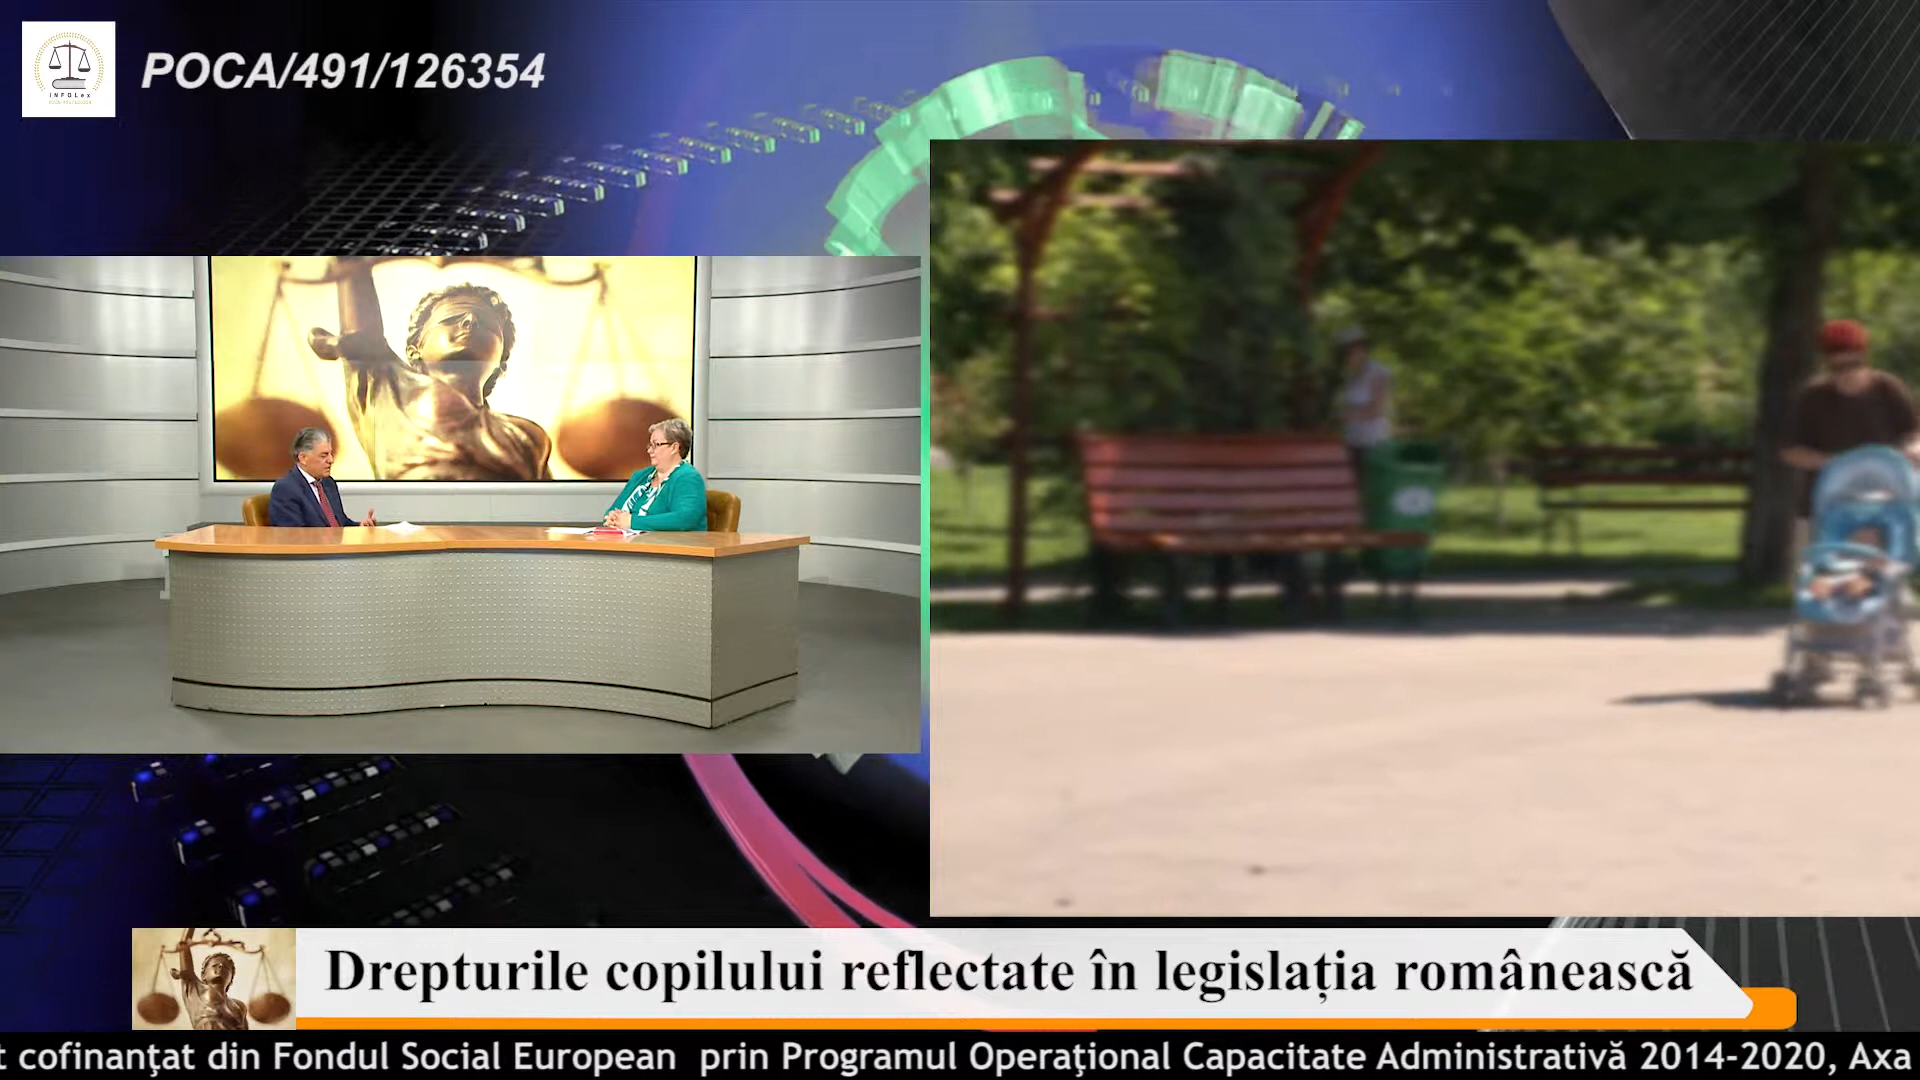 POCA/491/126354
INFOLex
Drepturile copilului reflectate în legislația românească
t cofinanţat din Fondul Social European prin Programul Operaţional Capacitate Administrativă 2014-2020, Axa